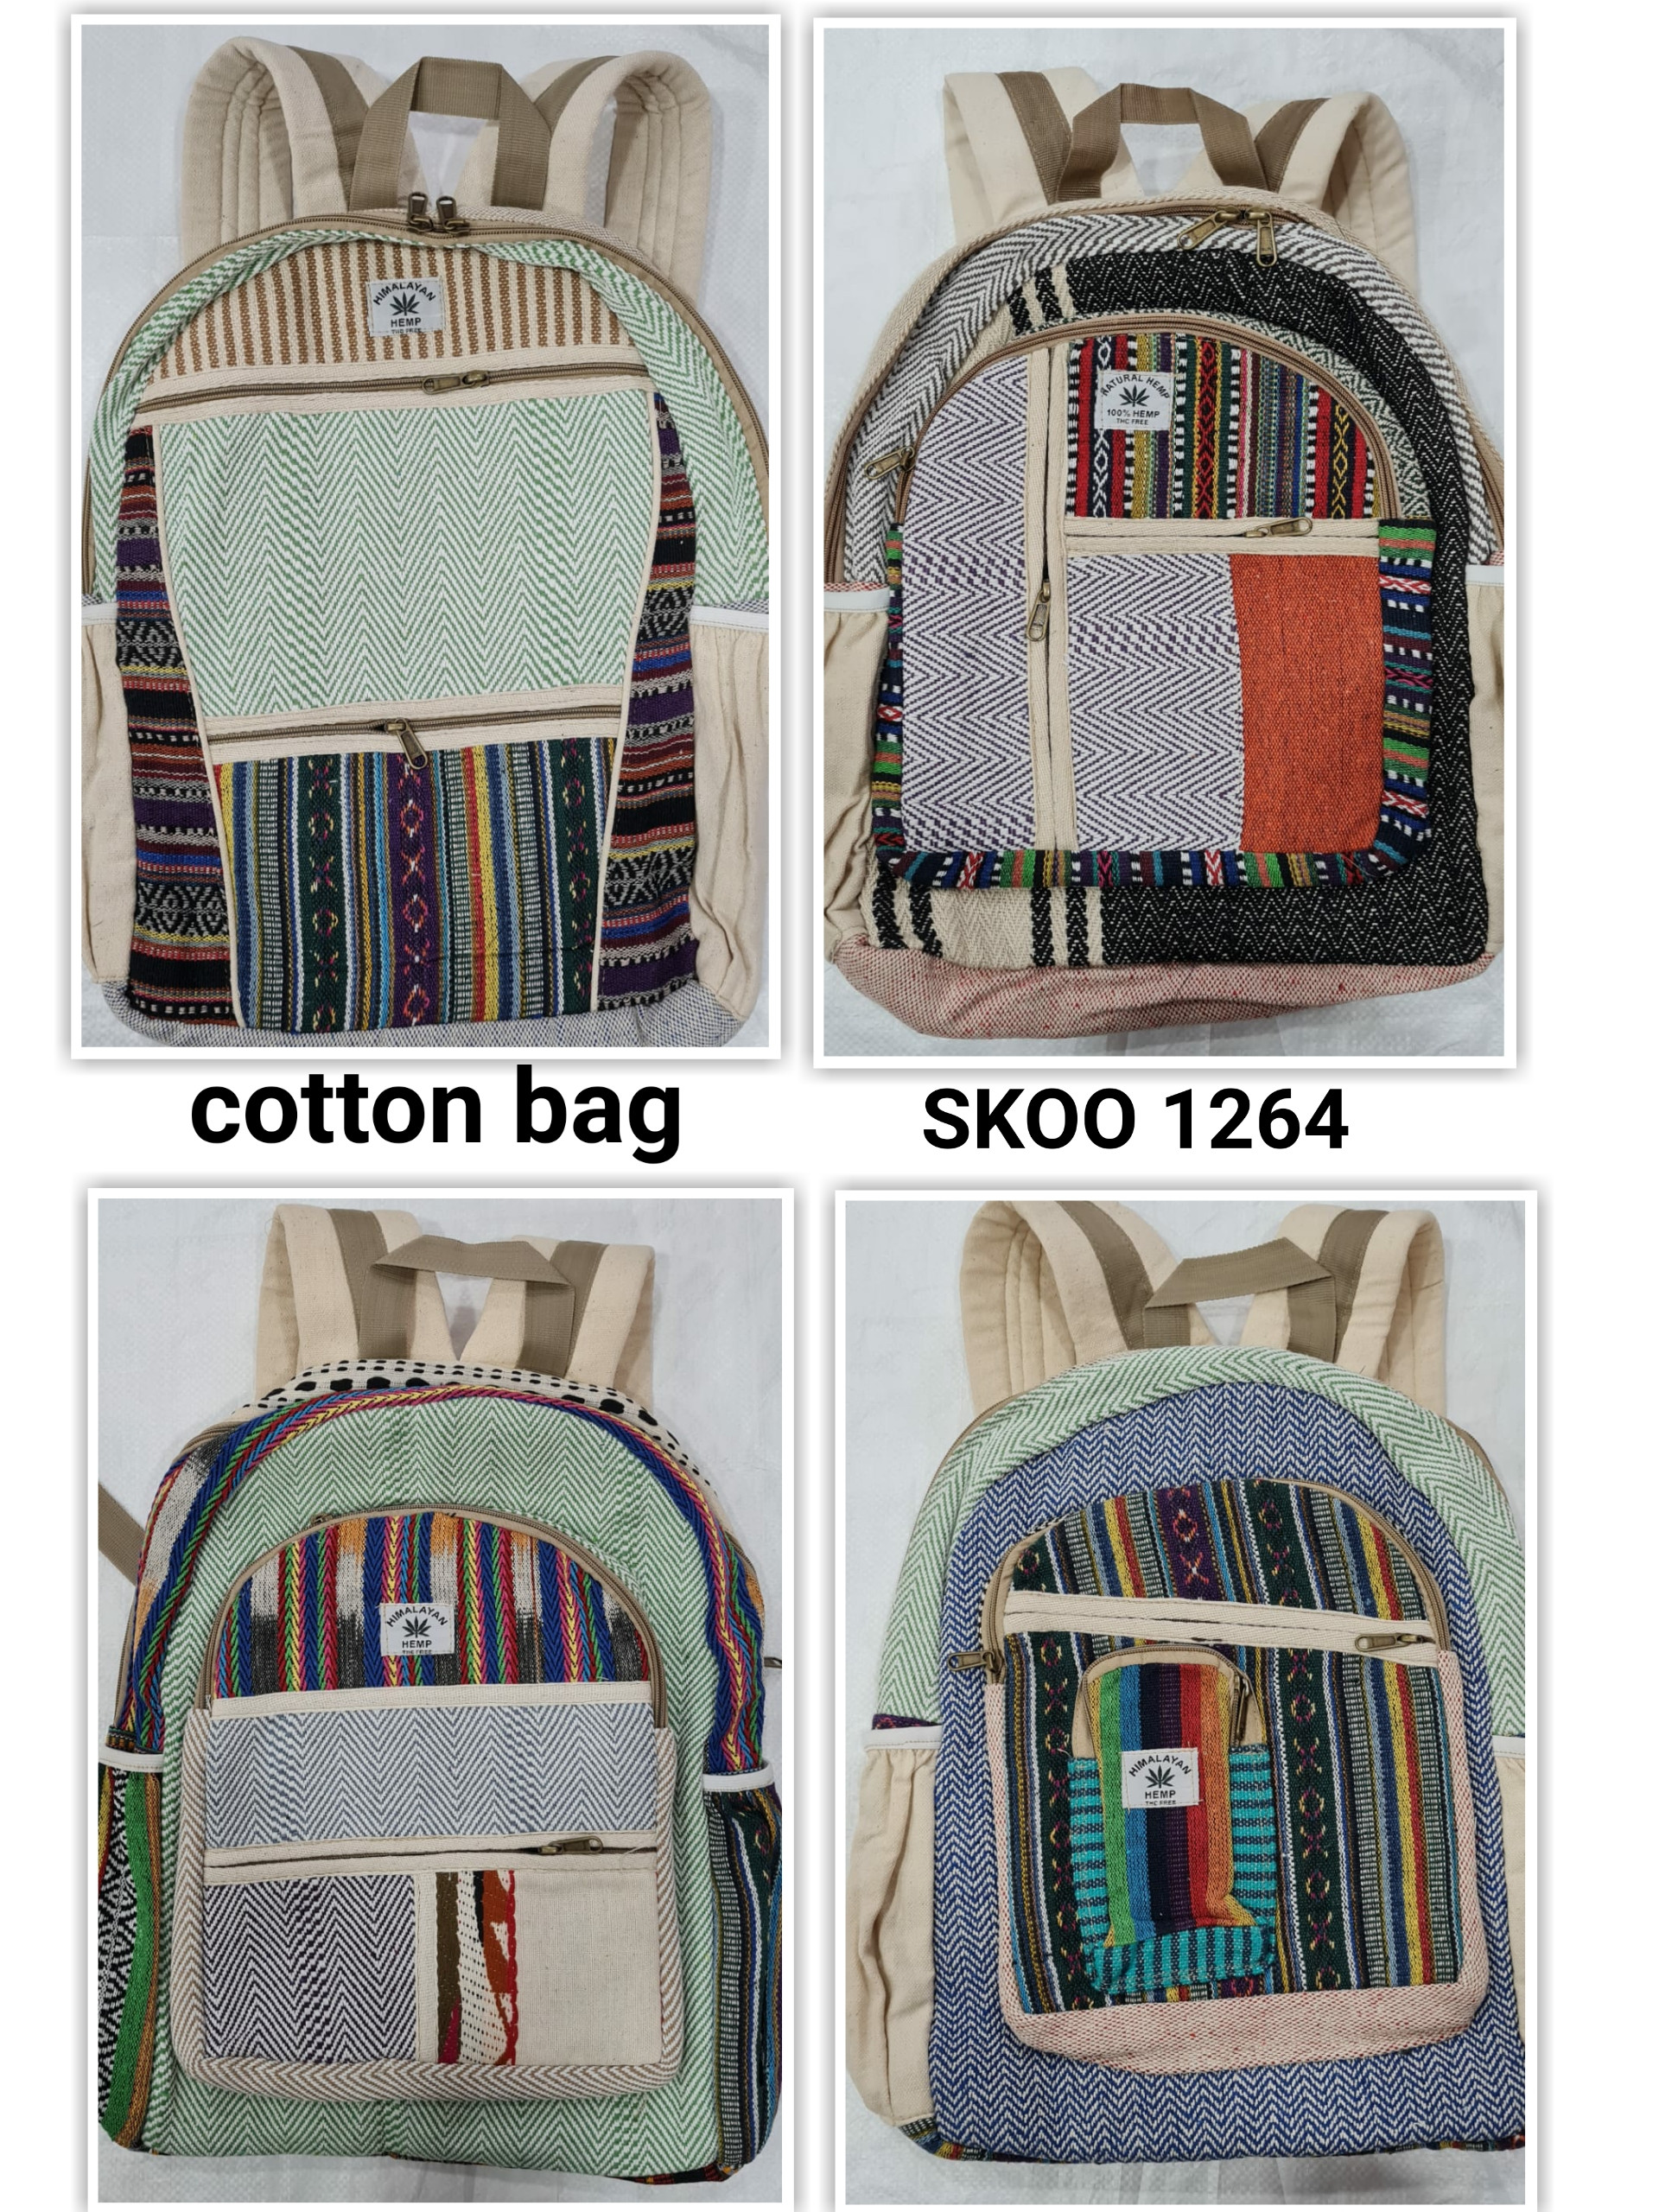 HIMALAYAN
HEMP
THC FREE
NATURAL HEMP
100% HEMP
THC FREE
cotton bag
SKOO 1264
HIMALAYAN
HEMP
THC FREE
HIMALAYAN
HEMP
THC FREE